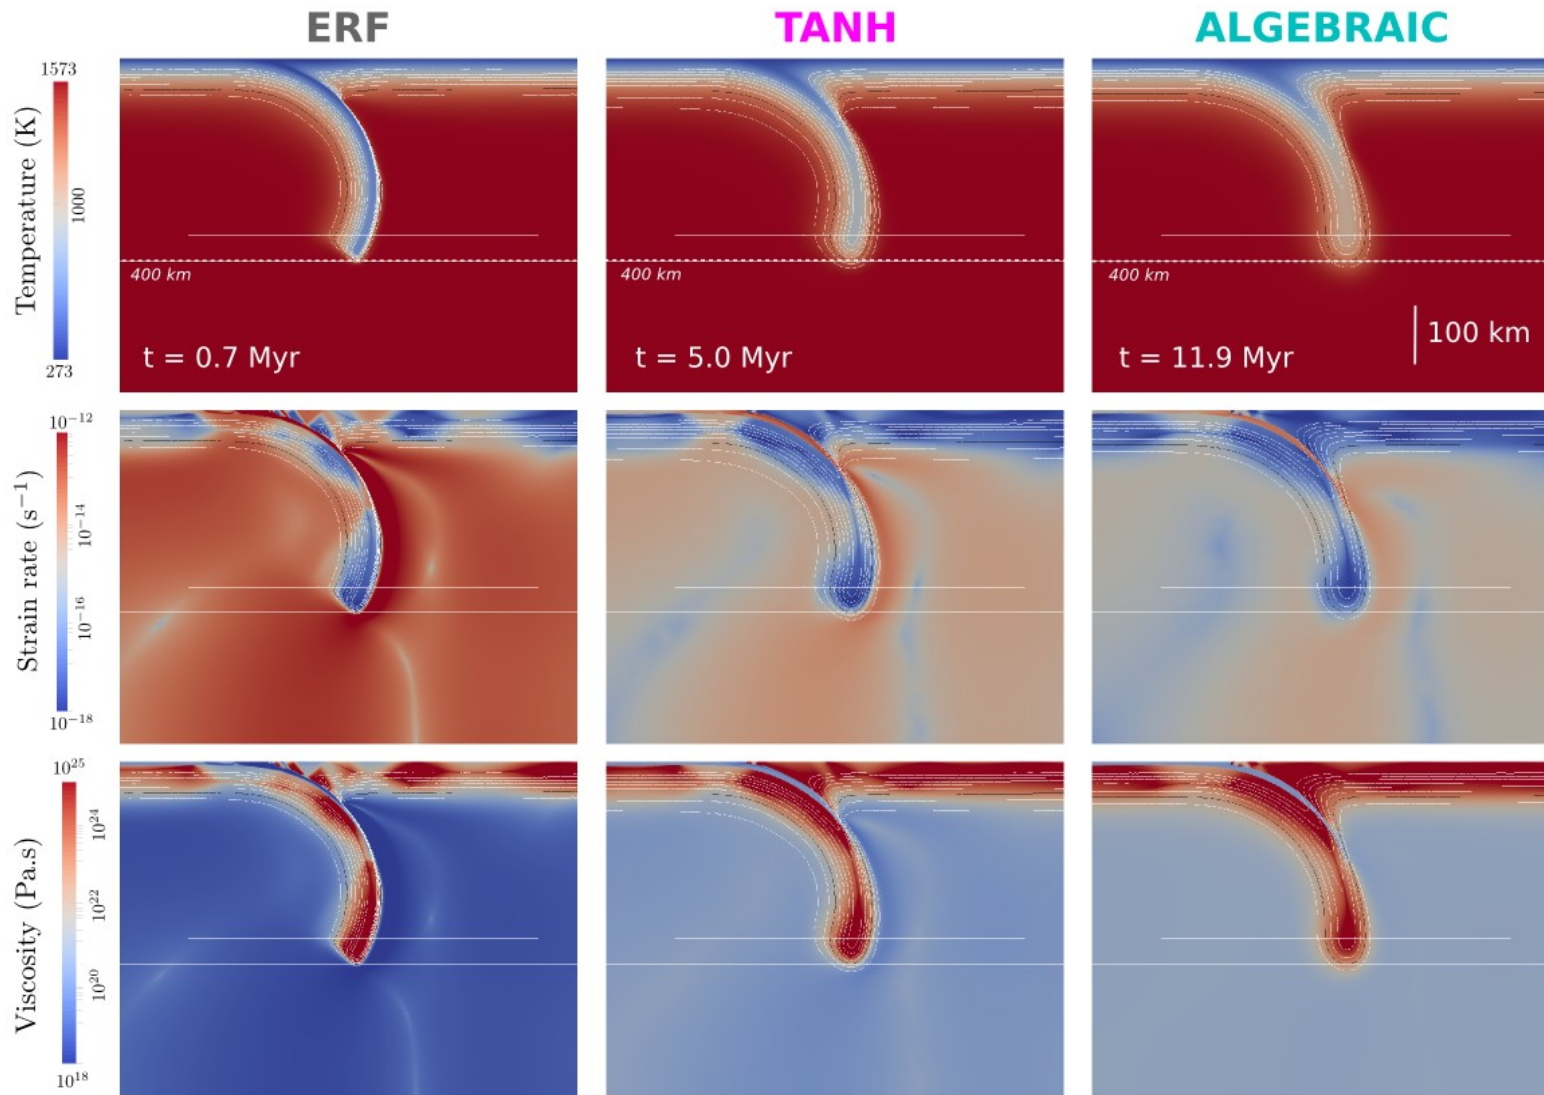 ERF
TANH
ALGEBRAIC
Temperature (K)
1573
1000
273
400 km
t = 0.7 Myr
400 km
t = 5.0 Myr
400 km
t = 11.9 Myr
100 km
Strain rate (s⁻¹)
10⁻¹²
10⁻¹⁴
10⁻¹⁶
10⁻¹⁸
Viscosity (Pa.s)
10²⁵
10²⁴
10²²
10²⁰
10¹⁸